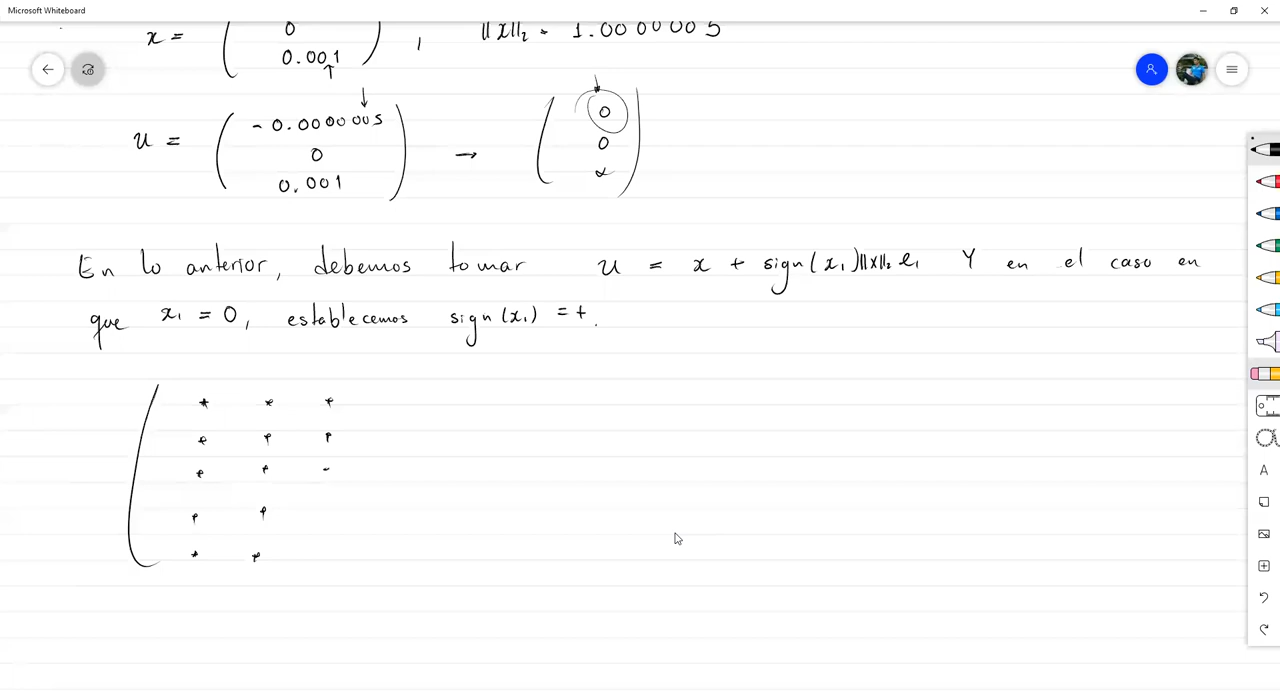 Microsoft Whiteboard
x = ( 0 0.001 ) , ||x||₂ = 1.0000005
u = ( -0.0000005 0 0.001 ) → ( 0 0 α )
En lo anterior, debemos tomar u = x + sign(x₁)||x||₂ e₁ Y en el caso en
que x₁ = 0, establecemos sign(x₁) = +.
A